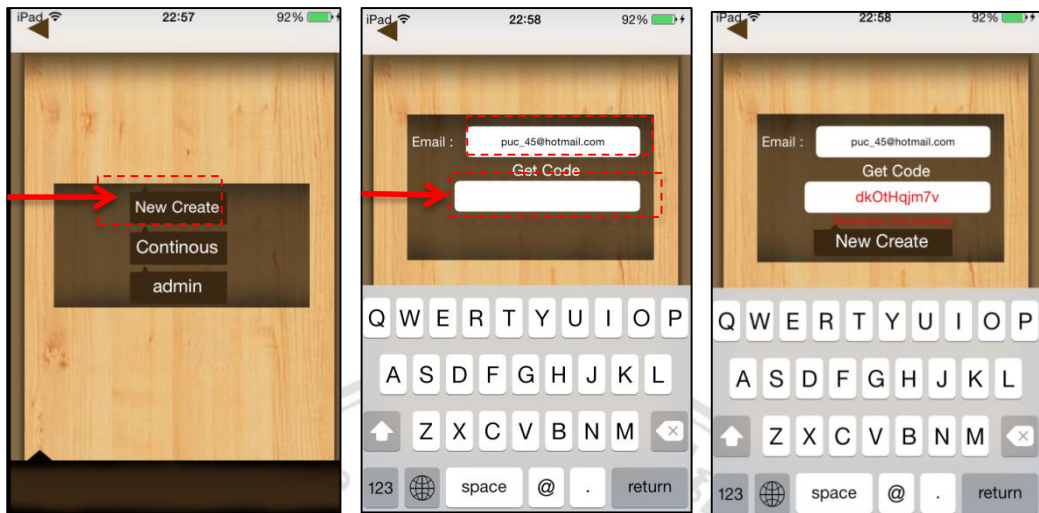 iPad 22:57 92%
New Create
Continous
admin
iPad 22:58 92%
Email : puc_45@hotmail.com
Get Code
Q W E R T Y U I O P
A S D F G H J K L
Z X C V B N M
123 space @ . return
iPad 22:58 92%
Email : puc_45@hotmail.com
Get Code
dkOtHqjm7v
New Create
Q W E R T Y U I O P
A S D F G H J K L
Z X C V B N M
123 space @ . return